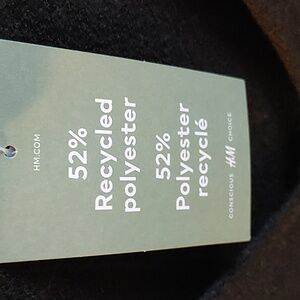 HM.COM
52%
Recycled
polyester
52%
Polyester
recyclé
CONSCIOUS H&M CHOICE